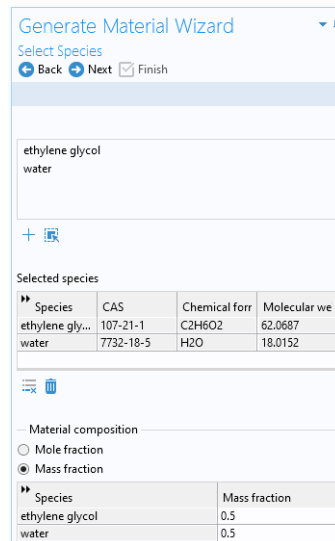 Generate Material Wizard
Select Species
Back Next Finish
ethylene glycol
water
Selected species
Species CAS Chemical forr Molecular we
ethylene gly... 107-21-1 C2H6O2 62.0687
water 7732-18-5 H2O 18.0152
Material composition
Mole fraction
Mass fraction
Species Mass fraction
ethylene glycol 0.5
water 0.5